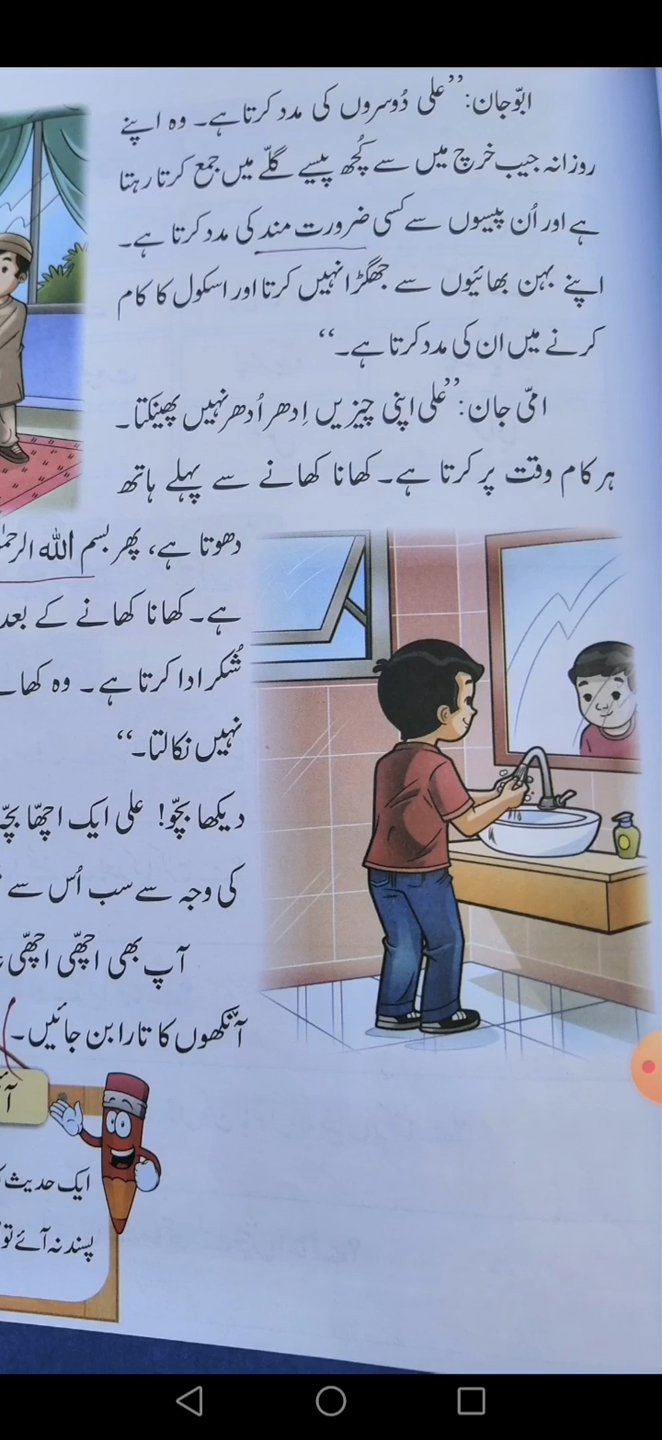 ابّو جان: ”علی دُوسروں کی مدد کرتا ہے۔ وہ اپنے
روزانہ جیب خرچ میں سے کُچھ پیسے گلّے میں جمع کرتا رہتا
ہے اور اُن پیسوں سے کسی ضرورت مند کی مدد کرتا ہے۔
اپنے بہن بھائیوں سے جھگڑا نہیں کرتا اور اسکول کا کام
کرنے میں ان کی مدد کرتا ہے۔“
امّی جان: ”علی اپنی چیزیں اِدھر اُدھر نہیں پھینکتا۔
ہر کام وقت پر کرتا ہے۔ کھانا کھانے سے پہلے ہاتھ
دھوتا ہے، پھر بسم اللہ
ہے۔ کھانا کھانے کے بعد
شُکر ادا کرتا ہے۔ وہ
نہیں نکالتا۔“
دیکھا بچّو! علی ایک اچھّا
کی وجہ سے سب اُس سے
آپ بھی اچھّی اچھّی
آنکھوں کا تارا بن جائیں۔
ایک حدیث
پسند نہ آئے تو